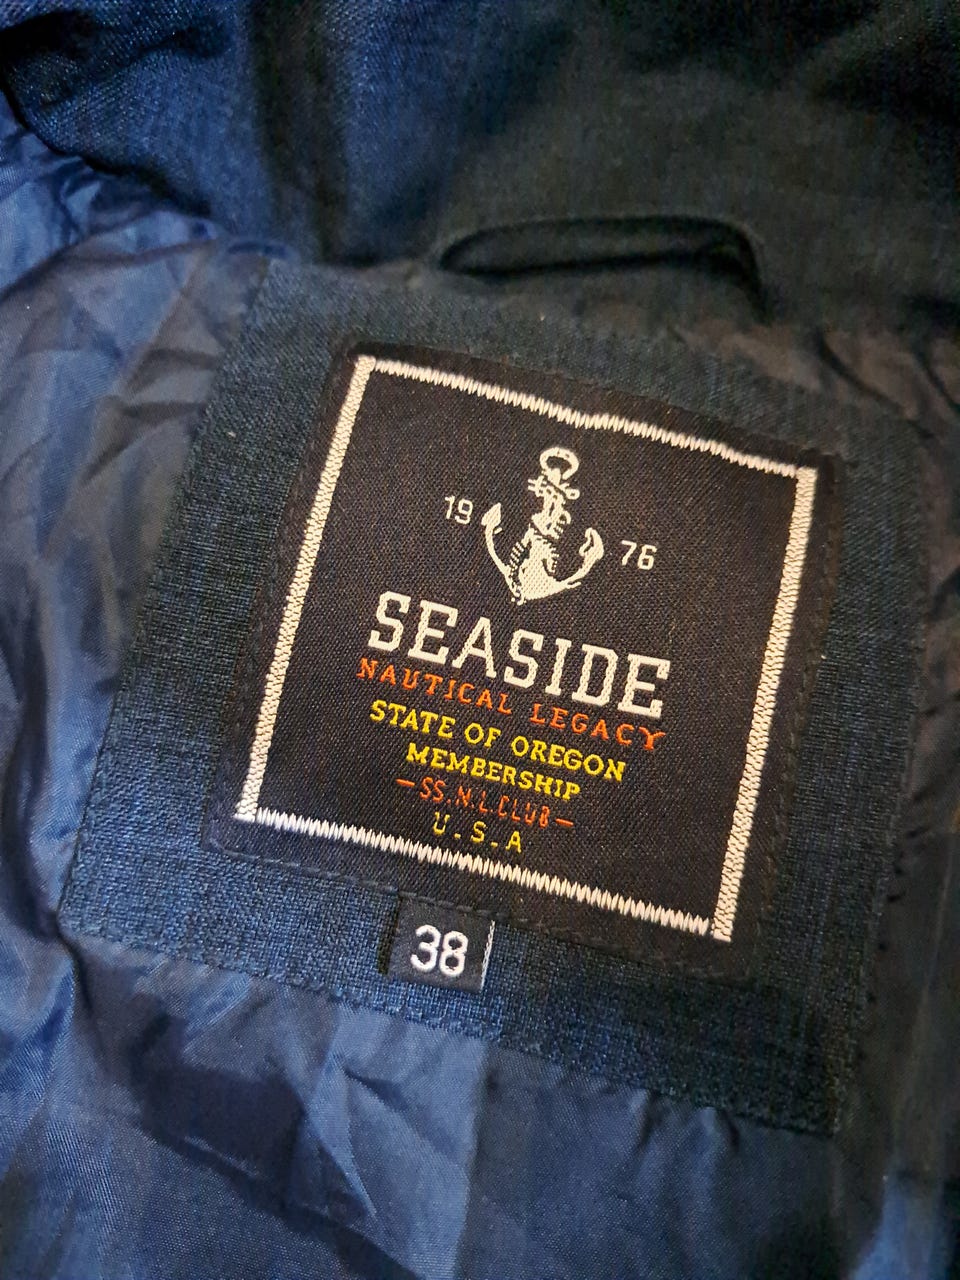 19 76
SEASIDE
NAUTICAL LEGACY
STATE OF OREGON
MEMBERSHIP
-SS.N.L.CLUB-
U.S.A
38